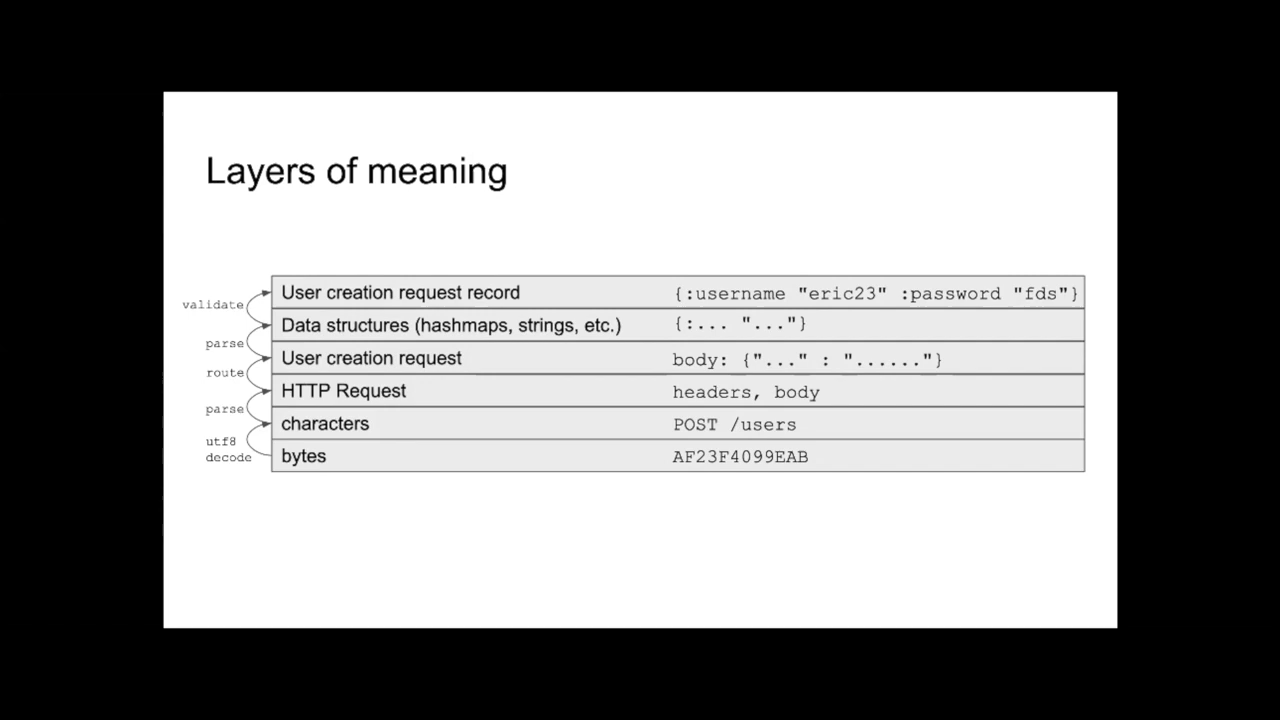 Layers of meaning
validate
parse
route
parse
utf8
decode
User creation request record {:username "eric23" :password "fds"}
Data structures (hashmaps, strings, etc.) {:... "..."}
User creation request body: {"..." : "......"}
HTTP Request headers, body
characters POST /users
bytes AF23F4099EAB